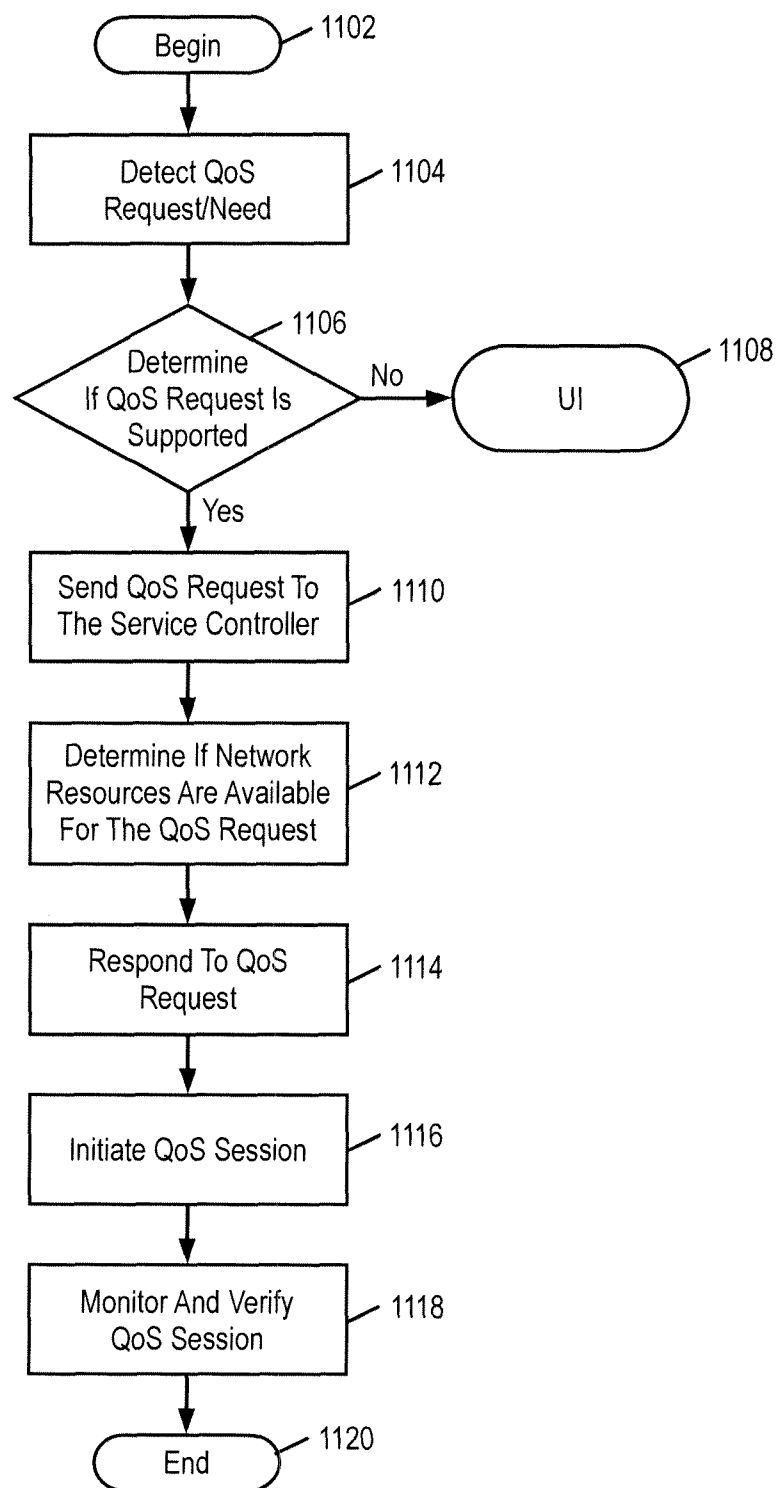 Begin
1102
Detect QoS
Request/Need
1104
1106
Determine
If QoS Request Is
Supported
No
UI
1108
Yes
Send QoS Request To
The Service Controller
1110
Determine If Network
Resources Are Available
For The QoS Request
1112
Respond To QoS
Request
1114
Initiate QoS Session
1116
Monitor And Verify
QoS Session
1118
End
1120